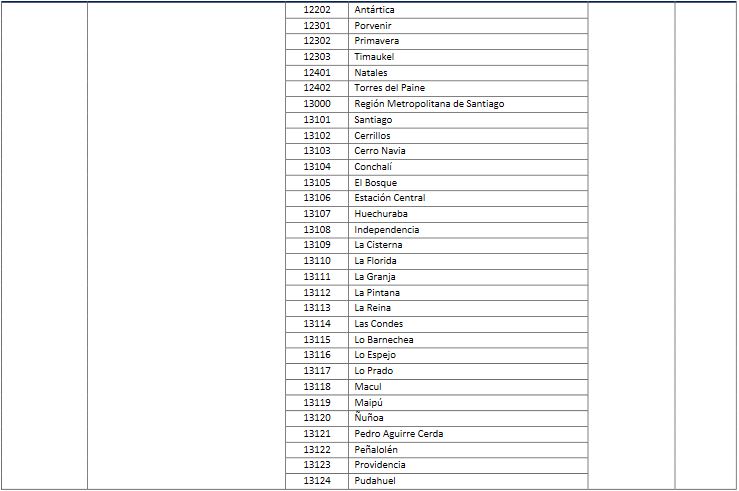 12202 Antártica
12301 Porvenir
12302 Primavera
12303 Timaukel
12401 Natales
12402 Torres del Paine
13000 Región Metropolitana de Santiago
13101 Santiago
13102 Cerrillos
13103 Cerro Navia
13104 Conchalí
13105 El Bosque
13106 Estación Central
13107 Huechuraba
13108 Independencia
13109 La Cisterna
13110 La Florida
13111 La Granja
13112 La Pintana
13113 La Reina
13114 Las Condes
13115 Lo Barnechea
13116 Lo Espejo
13117 Lo Prado
13118 Macul
13119 Maipú
13120 Ñuñoa
13121 Pedro Aguirre Cerda
13122 Peñalolén
13123 Providencia
13124 Pudahuel